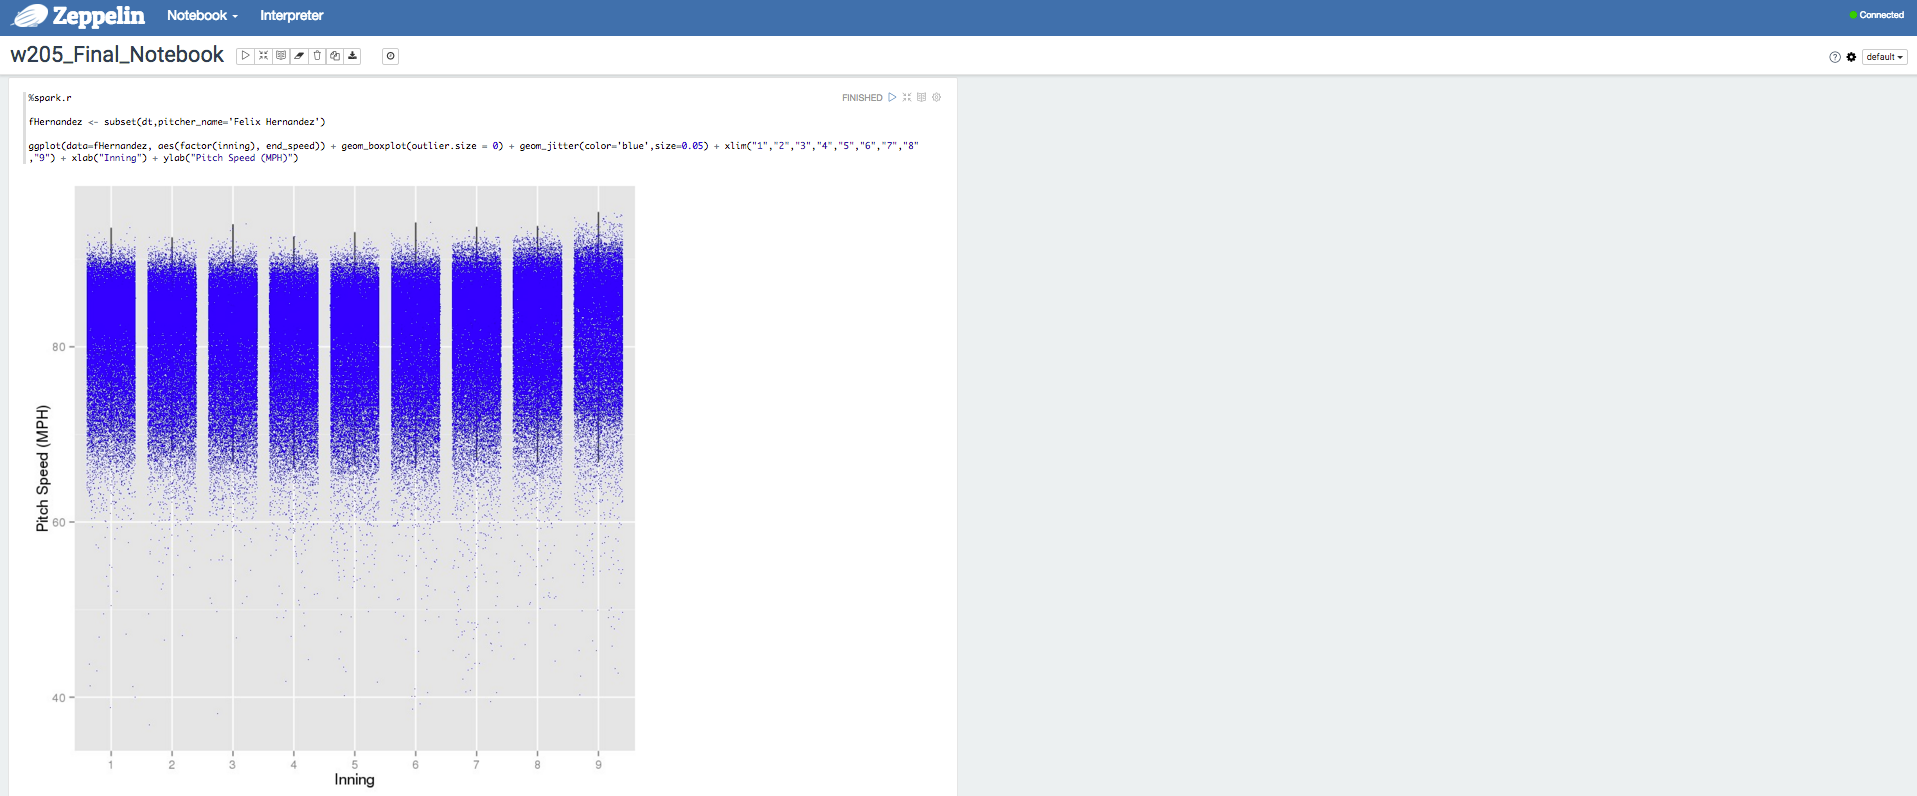 Zeppelin Notebook Interpreter Connected
w205_Final_Notebook default
%spark.r FINISHED
fHernandez <- subset(dt,pitcher_name='Felix Hernandez')
ggplot(data=fHernandez, aes(factor(inning), end_speed)) + geom_boxplot(outlier.size = 0) + geom_jitter(color='blue',size=0.05) + xlim("1","2","3","4","5","6","7","8"
,"9") + xlab("Inning") + ylab("Pitch Speed (MPH)")
Pitch Speed (MPH)
80
60
40
1 2 3 4 5 6 7 8 9
Inning